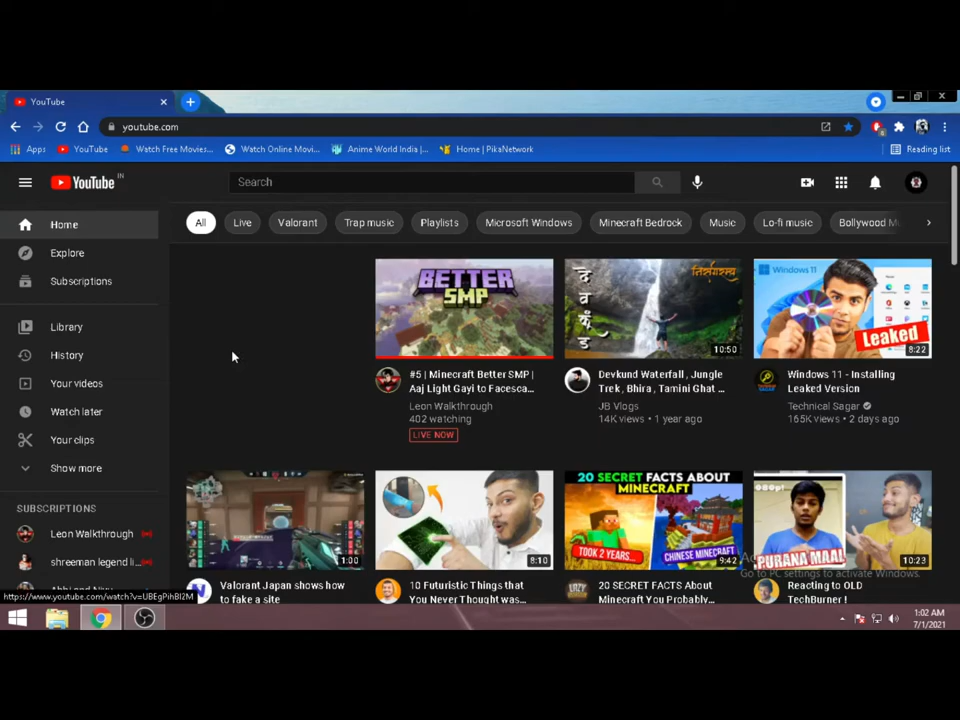 YouTube
youtube.com
Apps
YouTube
Watch Free Movies...
Watch Online Movi...
Anime World India |...
Home | PikaNetwork
Reading list
YouTube IN
Search
Home
Explore
Subscriptions
Library
History
Your videos
Watch later
Your clips
Show more
SUBSCRIPTIONS
Leon Walkthrough
shreeman legend li...
All
Live
Valorant
Trap music
Playlists
Microsoft Windows
Minecraft Bedrock
Music
Lo-fi music
Bollywood M
BETTER
SMP
#5 | Minecraft Better SMP |
Aaj Light Gayi to Facesca...
Leon Walkthrough
402 watching
LIVE NOW
निसर्गरास्त्र
देवकुंड
10:50
Devkund Waterfall , Jungle
Trek , Bhira , Tamini Ghat ...
JB Vlogs
14K views • 1 year ago
Windows 11
Leaked
8:22
Windows 11 - Installing
Leaked Version
Technical Sagar
165K views • 2 days ago
1:00
Valorant Japan shows how
to fake a site
8:10
10 Futuristic Things that
You Never Thought was...
20 SECRET FACTS ABOUT
MINECRAFT
TOOK 2 YEARS...
CHINESE MINECRAFT
9:42
20 SECRET FACTS About
Minecraft You Probably...
1080p!
PURANA MAAL
10:23
Reacting to OLD
TechBurner !
Go to PC settings to activate Windows.
https://www.youtube.com/watch?v=UBEgPihBl2M
1:02 AM
7/1/2021